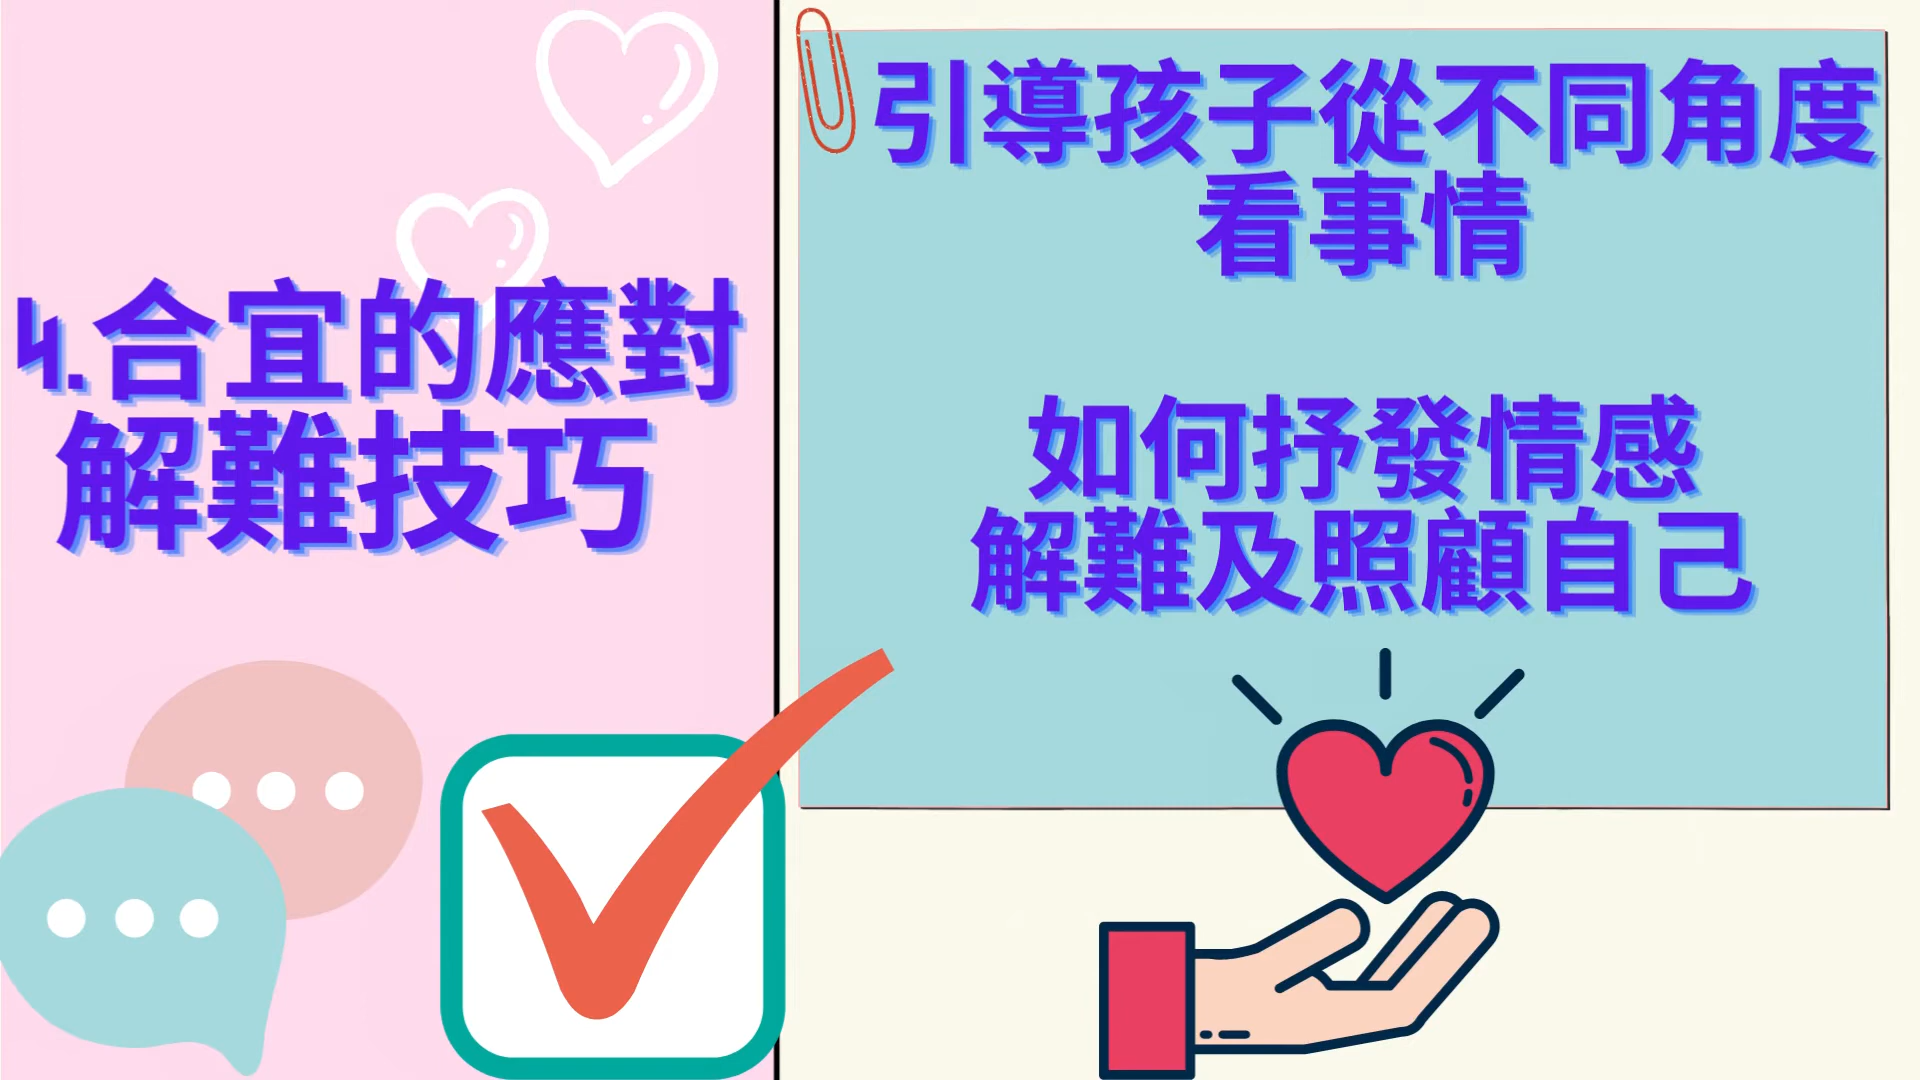 4.合宜的應對
解難技巧
引導孩子從不同角度
看事情
如何抒發情感
解難及照顧自己